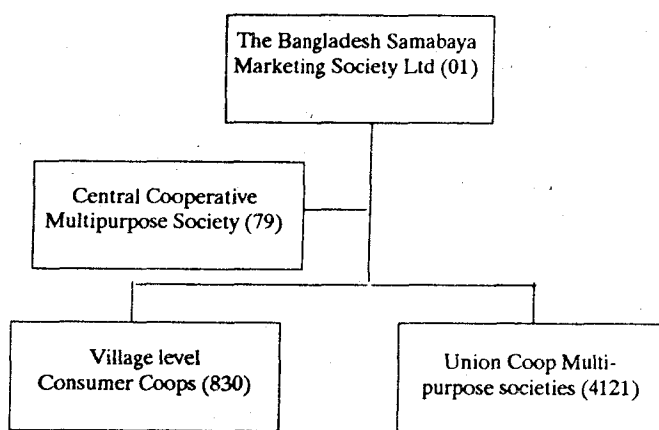 The Bangladesh Samabaya
Marketing Society Ltd (01)
Central Cooperative
Multipurpose Society (79)
Village level
Consumer Coops (830)
Union Coop Multi-
purpose societies (4121)